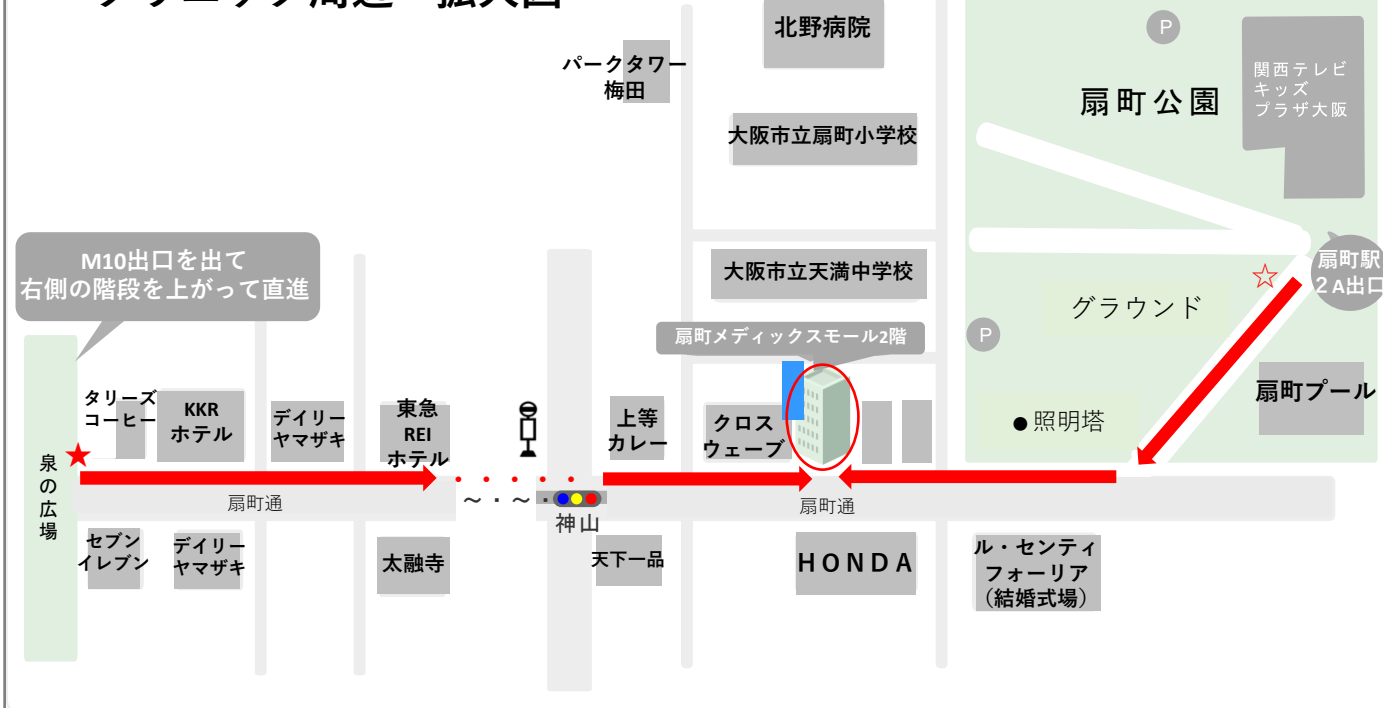 周辺 拡大図
北野病院
P
パークタワー
梅田
関西テレビ
キッズ
プラザ大阪
扇町公園
大阪市立扇町小学校
M10出口を出て
右側の階段を上がって直進
大阪市立天満中学校
扇町駅
２A出口
☆
グラウンド
扇町メディックスモール2階
P
タリーズ
コーヒー
KKR
ホテル
デイリー
ヤマザキ
東急
REI
ホテル
上等
カレー
クロス
ウェーブ
扇町プール
●照明塔
★
泉の広場
扇町通
～・～・
神山
扇町通
セブン
イレブン
デイリー
ヤマザキ
太融寺
天下一品
HONDA
ル・センティ
フォーリア
（結婚式場）